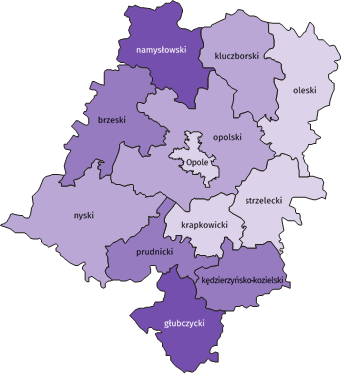 namysłowski
kluczborski
oleski
brzeski
opolski
Opole
strzelecki
nyski
krapkowicki
prudnicki
kędzierzyńsko-kozielski
głubczycki